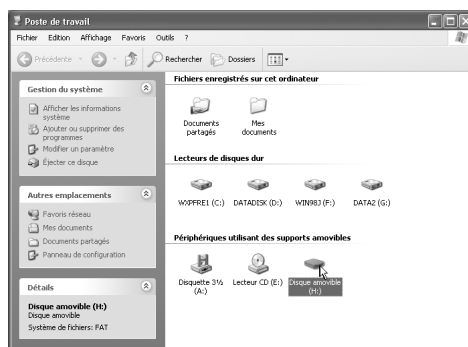 Poste de travail
Fichier Edition Affichage Favoris Outils ?
Précédente Rechercher Dossiers
Gestion du système
Afficher les informations
système
Ajouter ou supprimer des
programmes
Modifier un paramètre
Éjecter ce disque
Autres emplacements
Favoris réseau
Mes documents
Documents partagés
Panneau de configuration
Détails
Disque amovible (H:)
Disque amovible
Système de fichiers: FAT
Fichiers enregistrés sur cet ordinateur
Documents partagés
Mes documents
Lecteurs de disques dur
WXPFRE1 (C:) DATADISK (D:) WIN98J (F:) DATA2 (G:)
Périphériques utilisant des supports amovibles
Disquette 3½ (A:)
Lecteur CD (E:)
Disque amovible (H:)